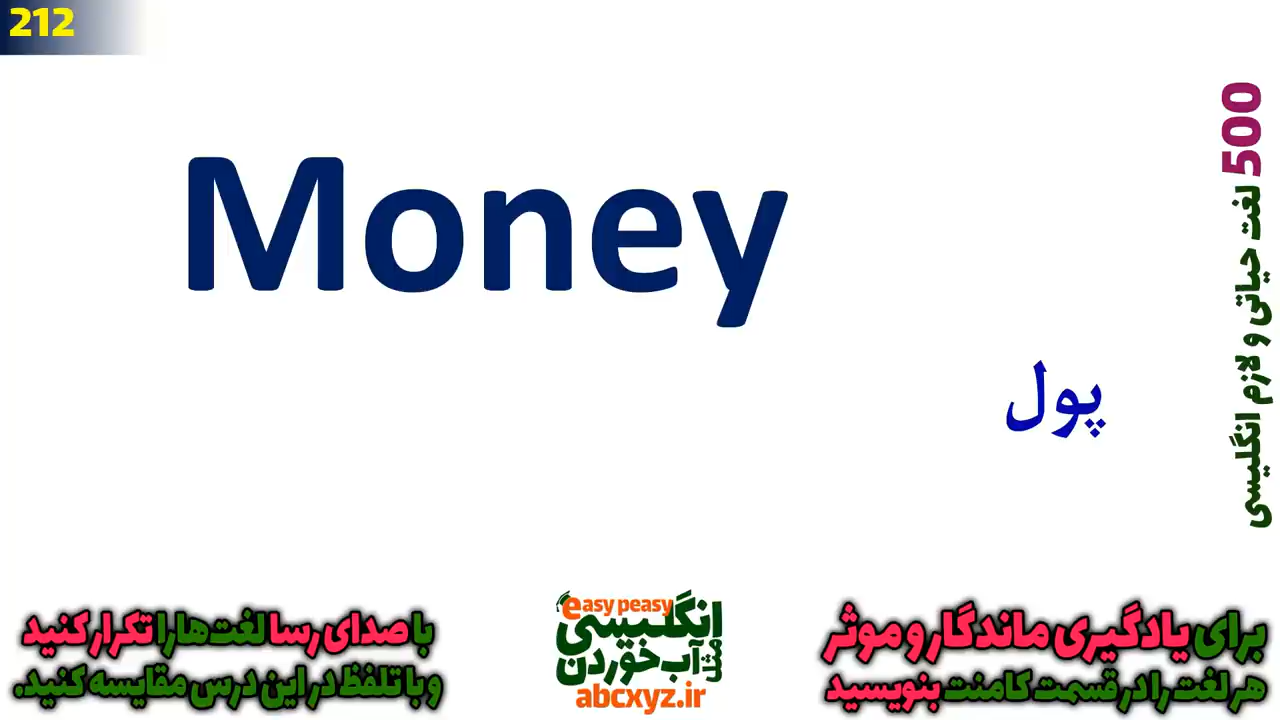 212
Money
پول
500 لغت حیاتی و لازم انگلیسی
برای یادگیری ماندگار و موثر
هر لغت را در قسمت کامنت بنویسید
easy peasy
انگلیسی
مثل
آب خوردن
abcxyz.ir
با صدای رسا لغت‌ها را تکرار کنید
و با تلفظ در این درس مقایسه کنید.